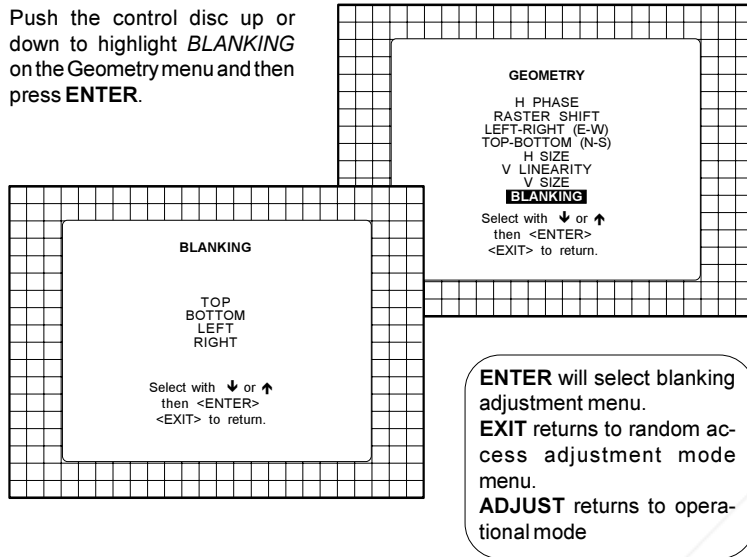 Push the control disc up or
down to highlight BLANKING
on the Geometry menu and then
press ENTER.
GEOMETRY
H PHASE
RASTER SHIFT
LEFT-RIGHT (E-W)
TOP-BOTTOM (N-S)
H SIZE
V LINEARITY
V SIZE
BLANKING
Select with ↓ or ↑
then <ENTER>
<EXIT> to return.
BLANKING
TOP
BOTTOM
LEFT
RIGHT
Select with ↓ or ↑
then <ENTER>
<EXIT> to return.
ENTER will select blanking
adjustment menu.
EXIT returns to random ac-
cess adjustment mode
menu.
ADJUST returns to opera-
tional mode